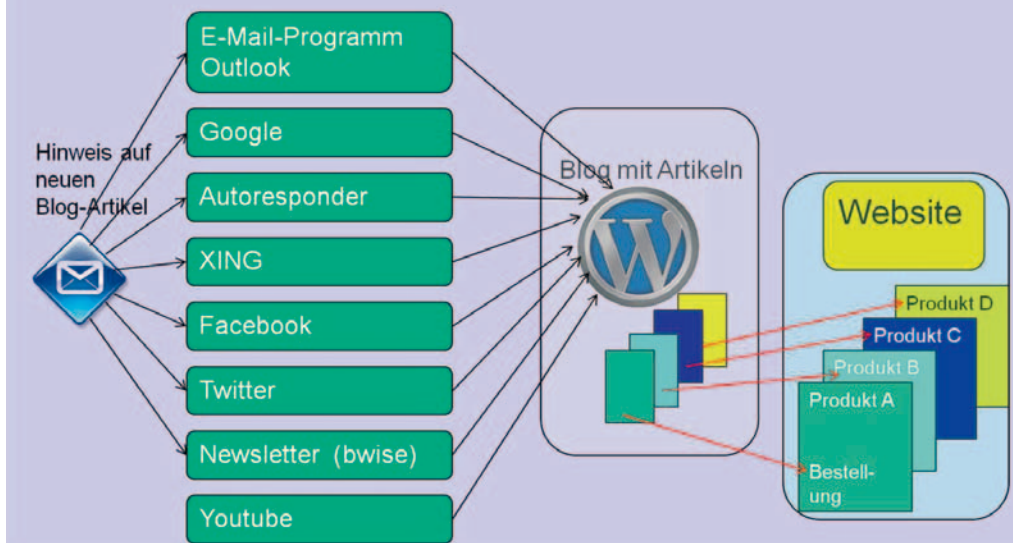 E-Mail-Programm
Outlook
Google
Hinweis auf
neuen
Blog-Artikel
Autoresponder
XING
Facebook
Twitter
Newsletter (bwise)
Youtube
Blog mit Artikeln
W
Website
Produkt D
Produkt C
Produkt B
Produkt A
Bestell-
ung